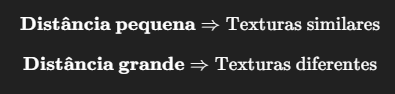 Distância pequena ⇒ Texturas similares
Distância grande ⇒ Texturas diferentes